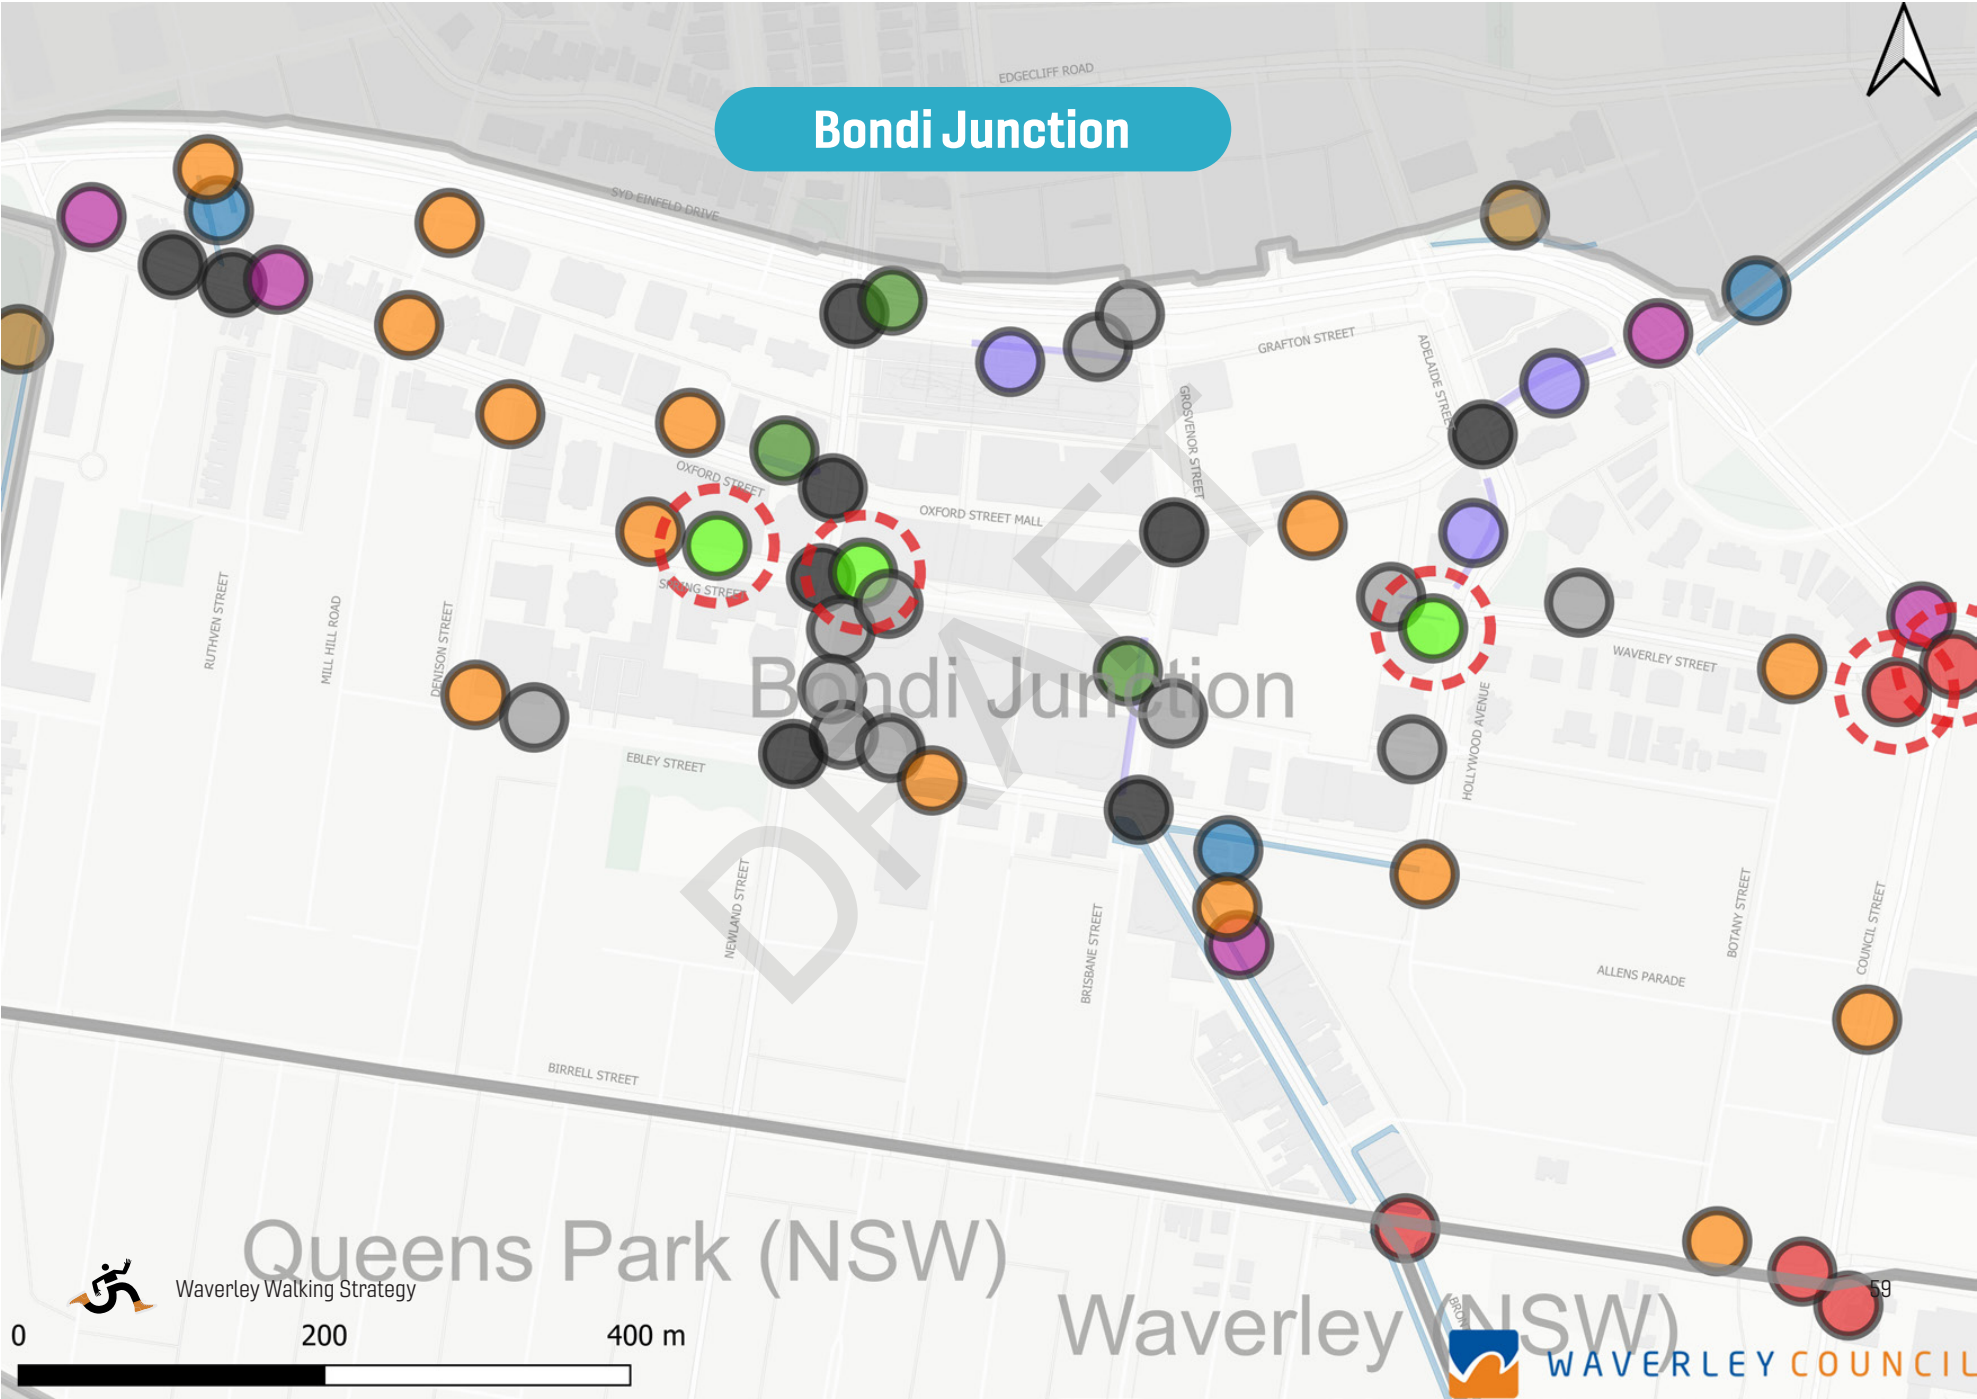 EDGECLIFF ROAD
Bondi Junction
SYD EINFELD DRIVE
GRAFTON STREET
ADELAIDE STREET
GROSVENOR STREET
OXFORD STREET
OXFORD STREET MALL
SPRING STREET
RUTHVEN STREET
MILL HILL ROAD
DENISON STREET
WAVERLEY STREET
Bondi Junction
HOLLYWOOD AVENUE
EBLEY STREET
DRAFT
NEWLAND STREET
BRISBANE STREET
BOTANY STREET
COUNCIL STREET
ALLENS PARADE
BIRRELL STREET
Queens Park (NSW)
Waverley Walking Strategy
59
Waverley (NSW)
BRON
0 200 400 m
WAVERLEY COUNCIL